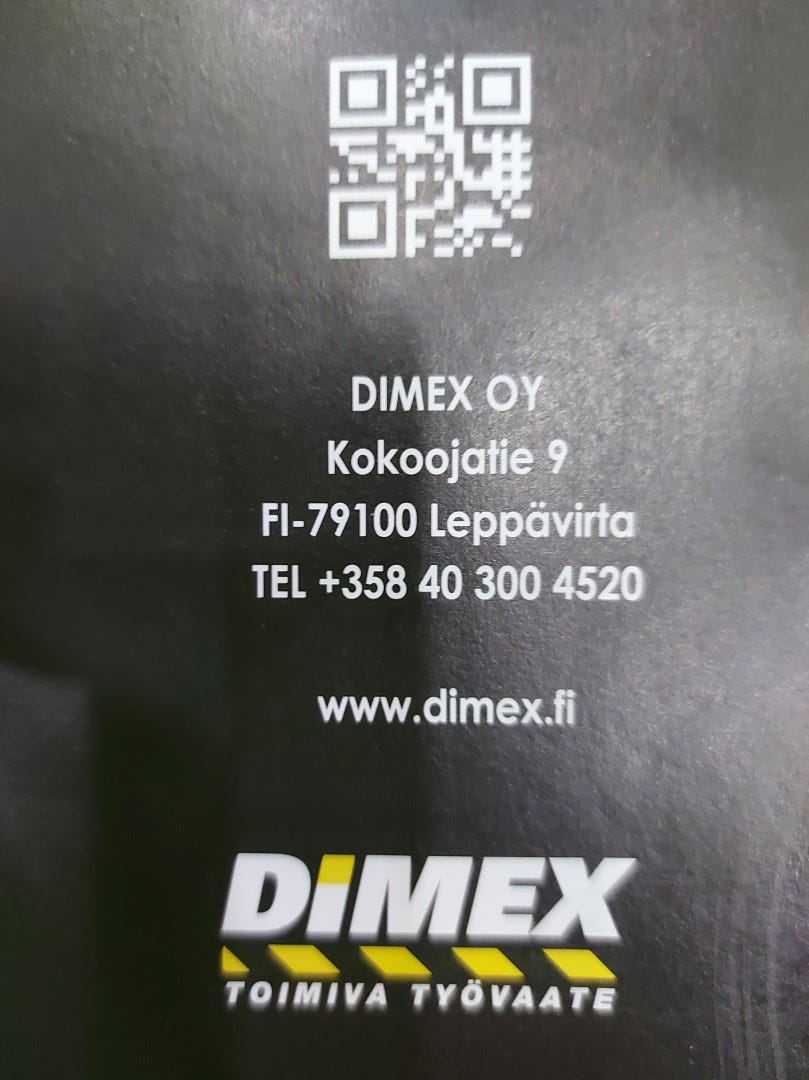 DIMEX OY
Kokoojatie 9
FI-79100 Leppävirta
TEL +358 40 300 4520
www.dimex.fi
DiMEX
TOIMIVA TYÖVAATE